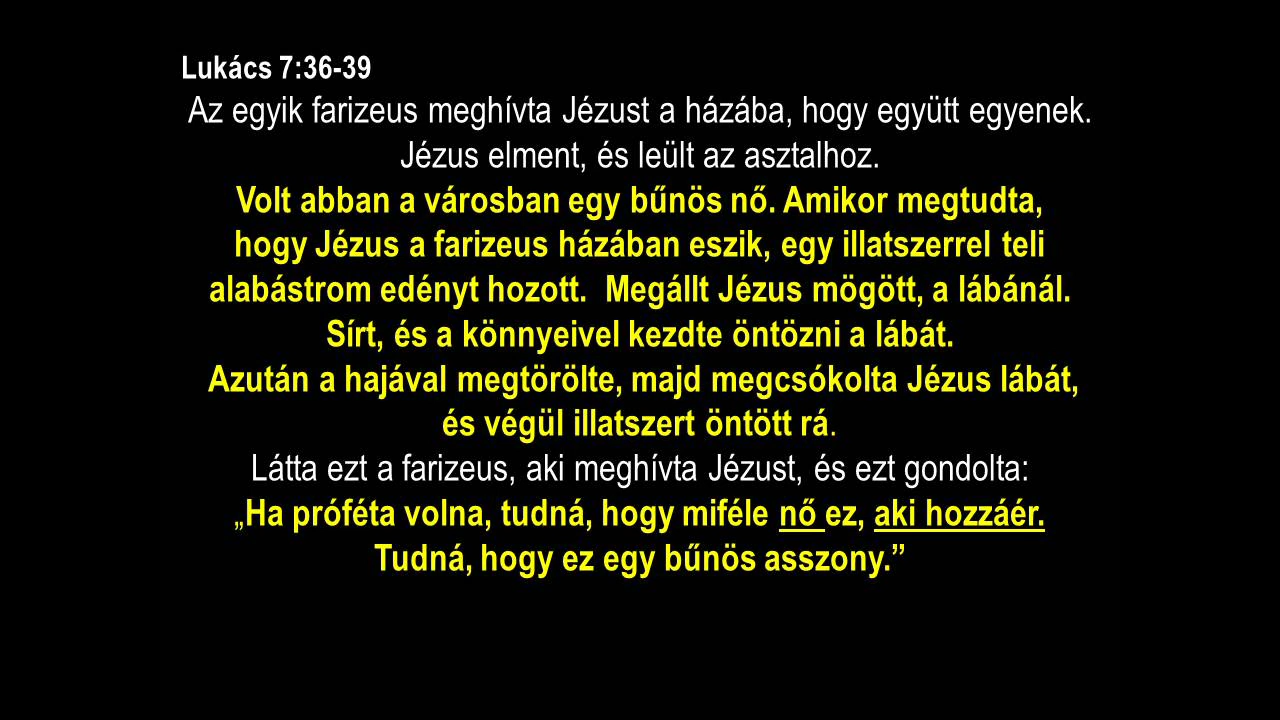 Lukács 7:36-39
Az egyik farizeus meghívta Jézust a házába, hogy együtt egyenek.
Jézus elment, és leült az asztalhoz.
Volt abban a városban egy bűnös nő. Amikor megtudta,
hogy Jézus a farizeus házában eszik, egy illatszerrel teli
alabástrom edényt hozott.  Megállt Jézus mögött, a lábánál.
Sírt, és a könnyeivel kezdte öntözni a lábát.
Azután a hajával megtörölte, majd megcsókolta Jézus lábát,
és végül illatszert öntött rá.
Látta ezt a farizeus, aki meghívta Jézust, és ezt gondolta:
„Ha próféta volna, tudná, hogy miféle nő ez, aki hozzáér.
Tudná, hogy ez egy bűnös asszony.”